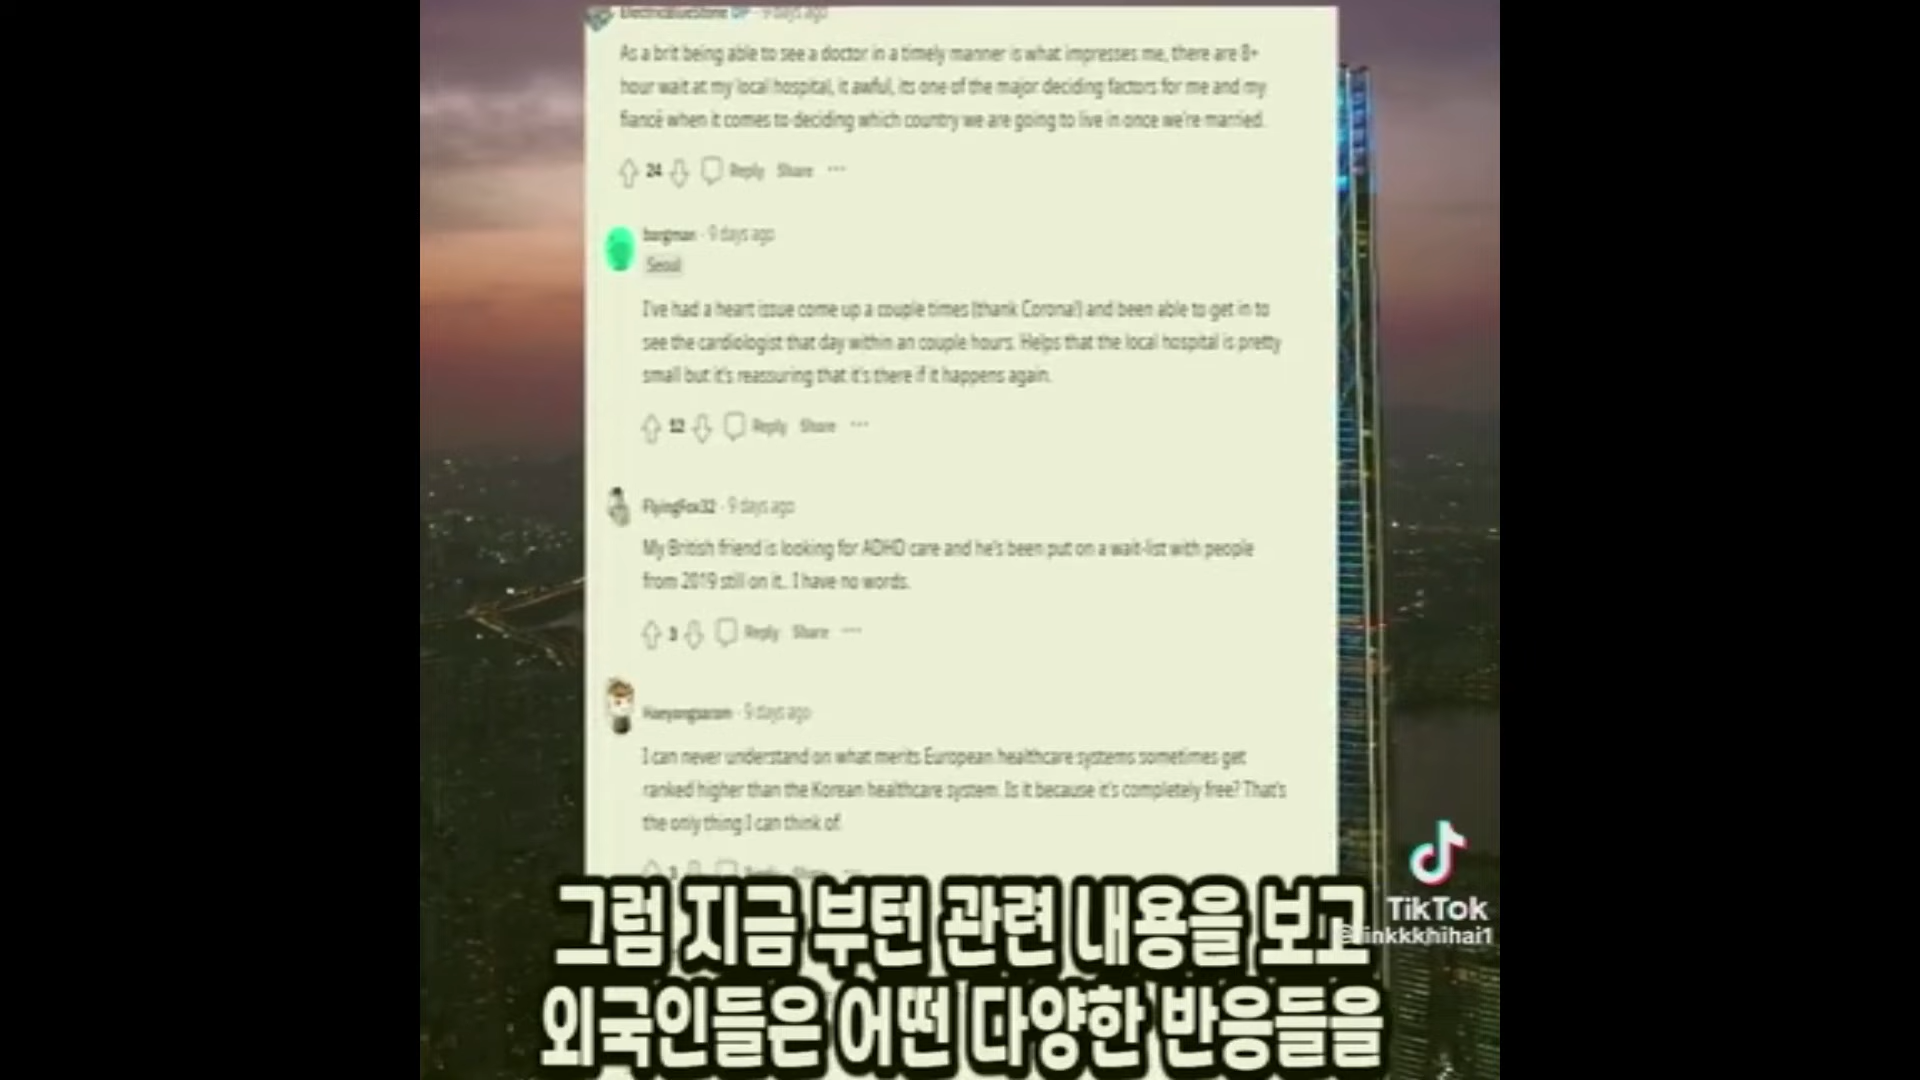 9 days ago
As a brit being able to see a doctor in a timely manner is what impresses me, there are 8+
hour wait at my local hospital, it awful, its one of the major deciding factors for me and my
fiancé when it comes to deciding which country we are going to live in once we're married.
24 Reply Share ...
bargman · 9 days ago
Seoul
I've had a heart issue come up a couple times (thank Corona!) and been able to get in to
see the cardiologist that day within an couple hours. Helps that the local hospital is pretty
small but it's reassuring that it's there if it happens again.
12 Reply Share ...
FlyingFox32 · 9 days ago
My British friend is looking for ADHD care and he's been put on a wait-list with people
from 2019 still on it.. I have no words.
3 Reply Share ...
9 days ago
I can never understand on what merits European healthcare systems sometimes get
ranked higher than the Korean healthcare system. Is it because it's completely free? That's
the only thing I can think of.
그럼 지금 부턴 관련 내용을 보고
외국인들은 어떤 다양한 반응들을
TikTok